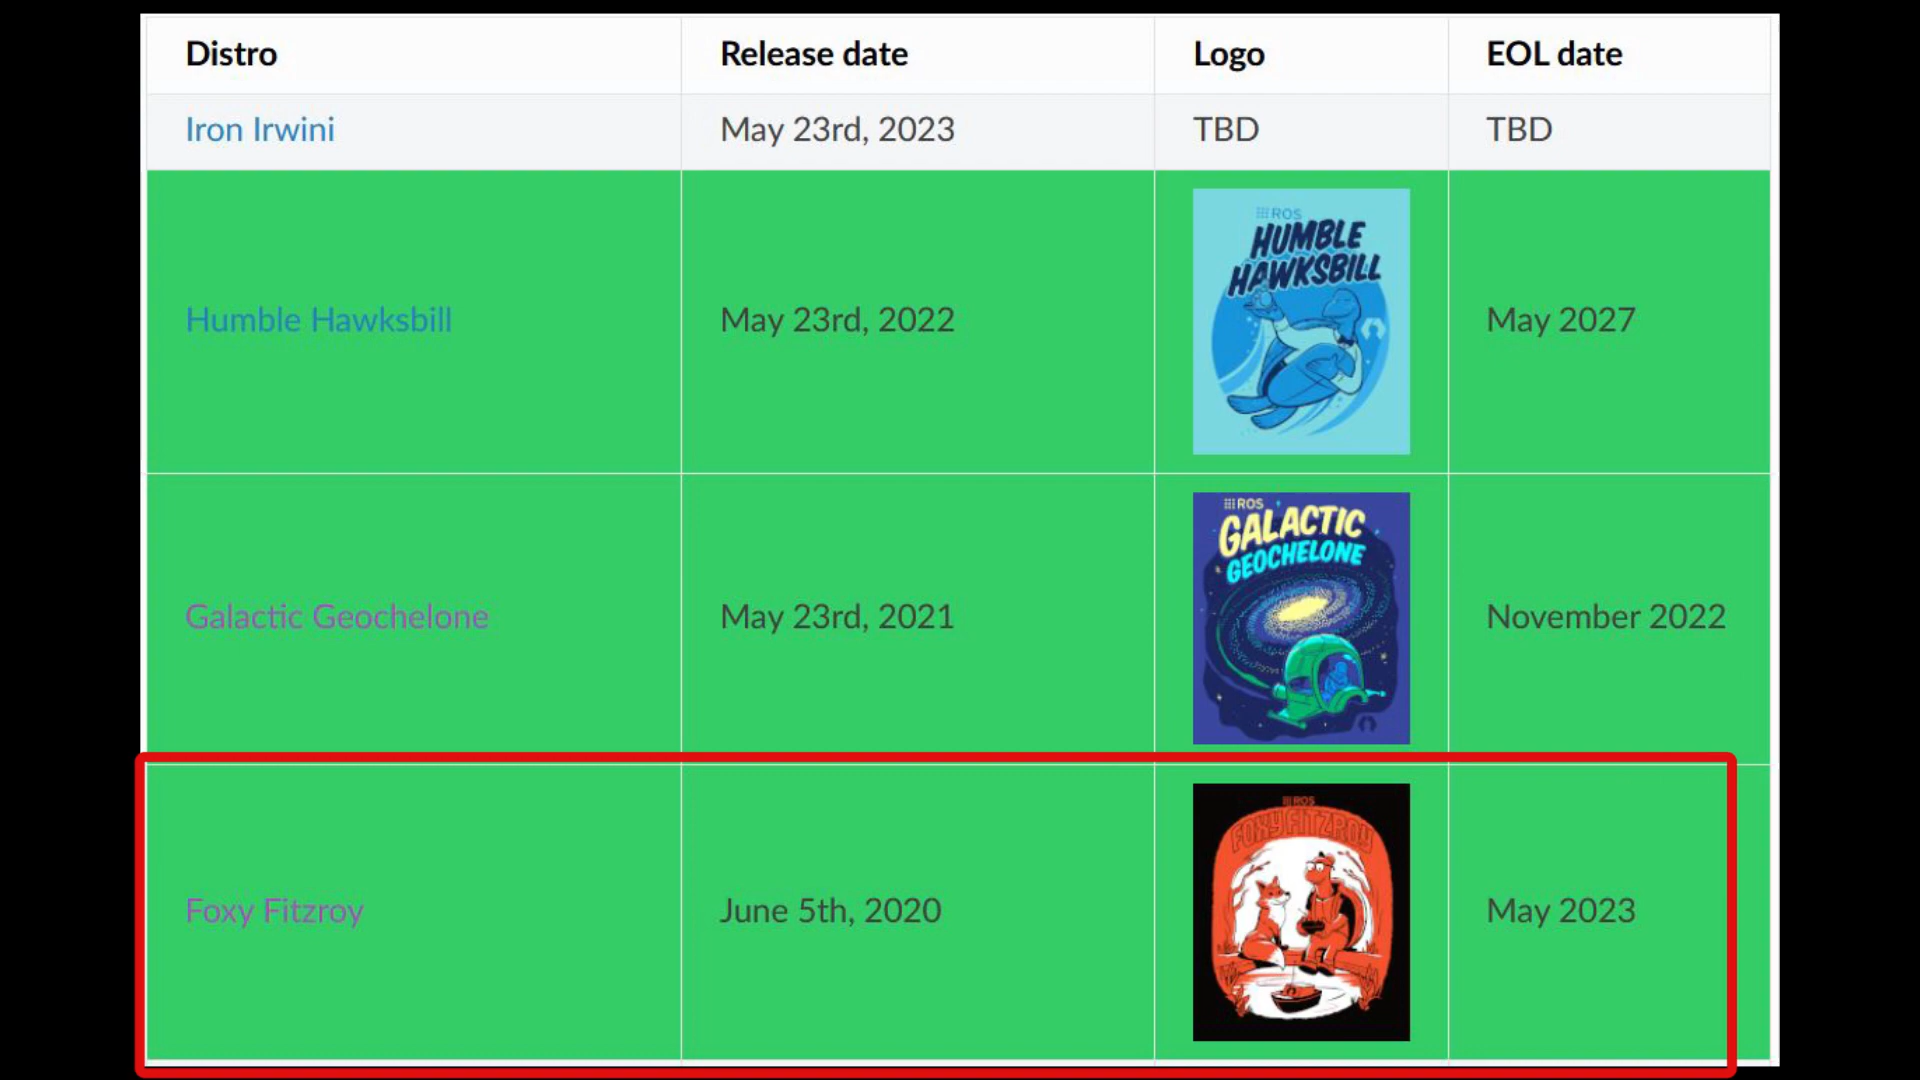 Distro Release date Logo EOL date
Iron Irwini May 23rd, 2023 TBD TBD
ROS
HUMBLE
HAWKSBILL
Humble Hawksbill May 23rd, 2022 May 2027
ROS
GALACTIC
GEOCHELONE
Galactic Geochelone May 23rd, 2021 November 2022
ROS
FOXY FITZROY
Foxy Fitzroy June 5th, 2020 May 2023